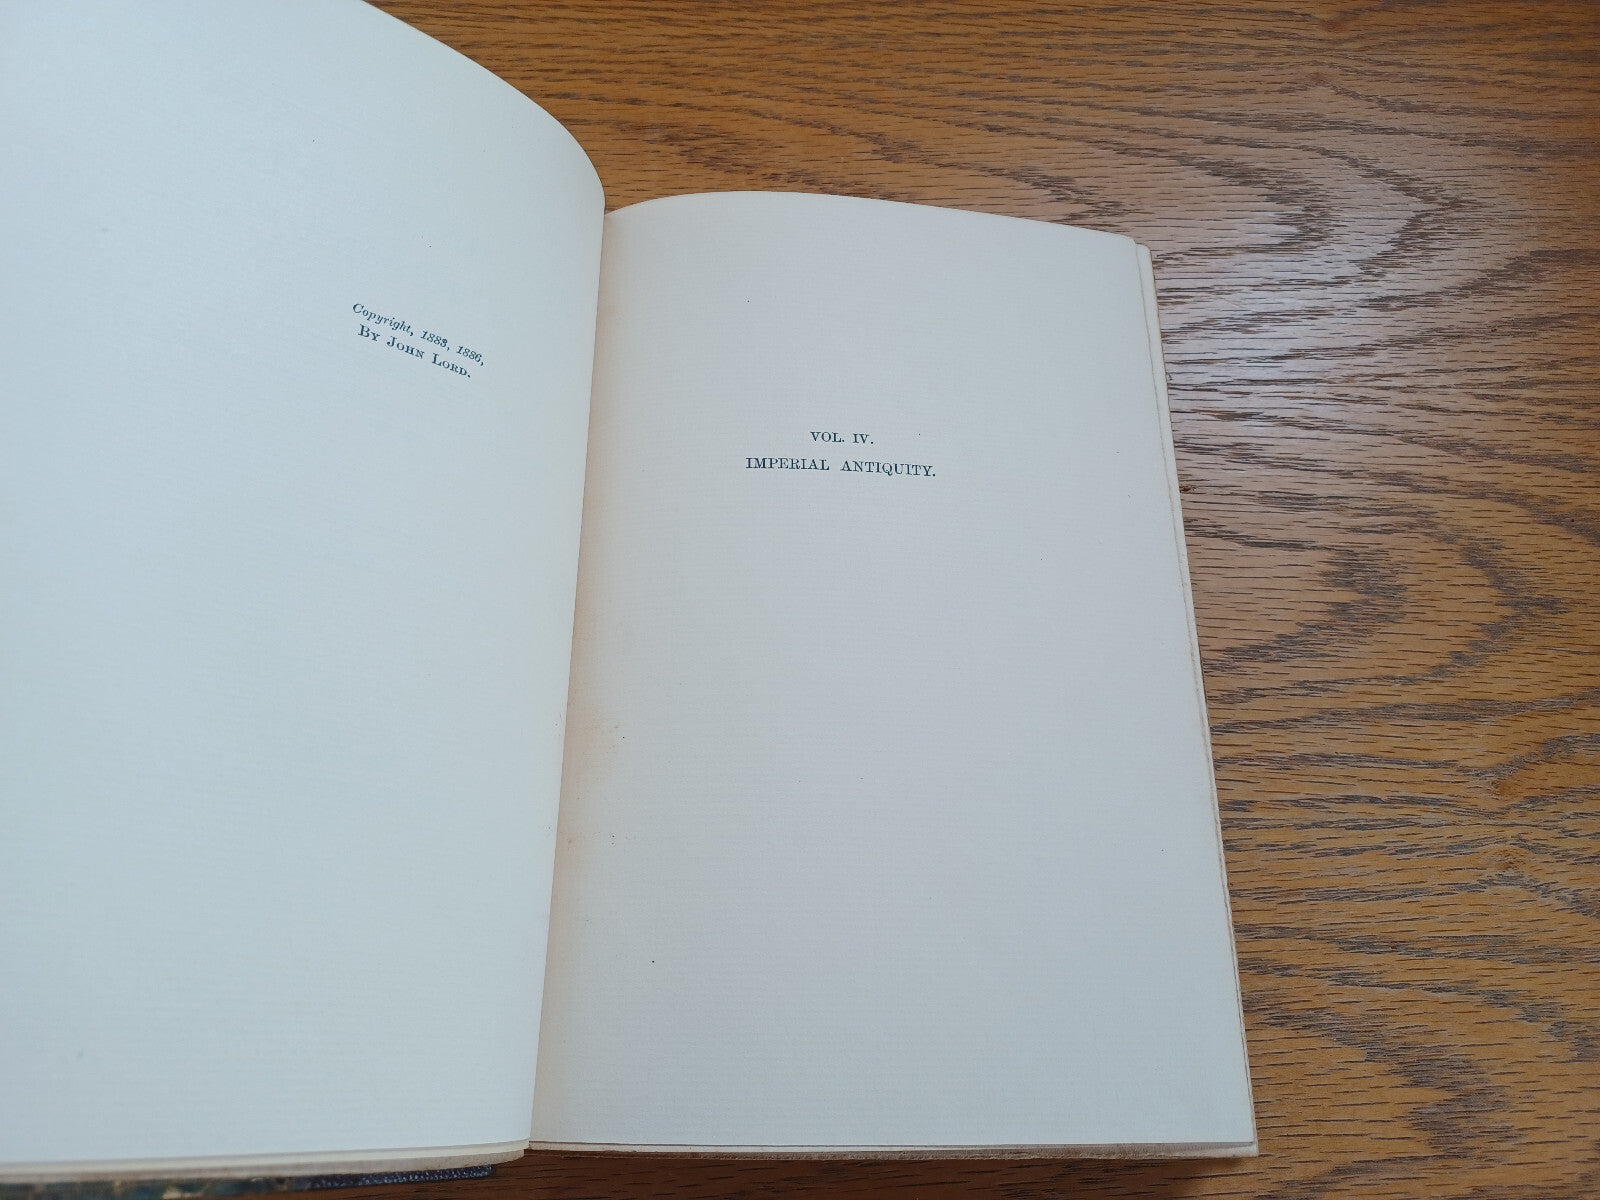 Copyright, 1883, 1886,
By John Lord.
VOL. IV.
IMPERIAL ANTIQUITY.